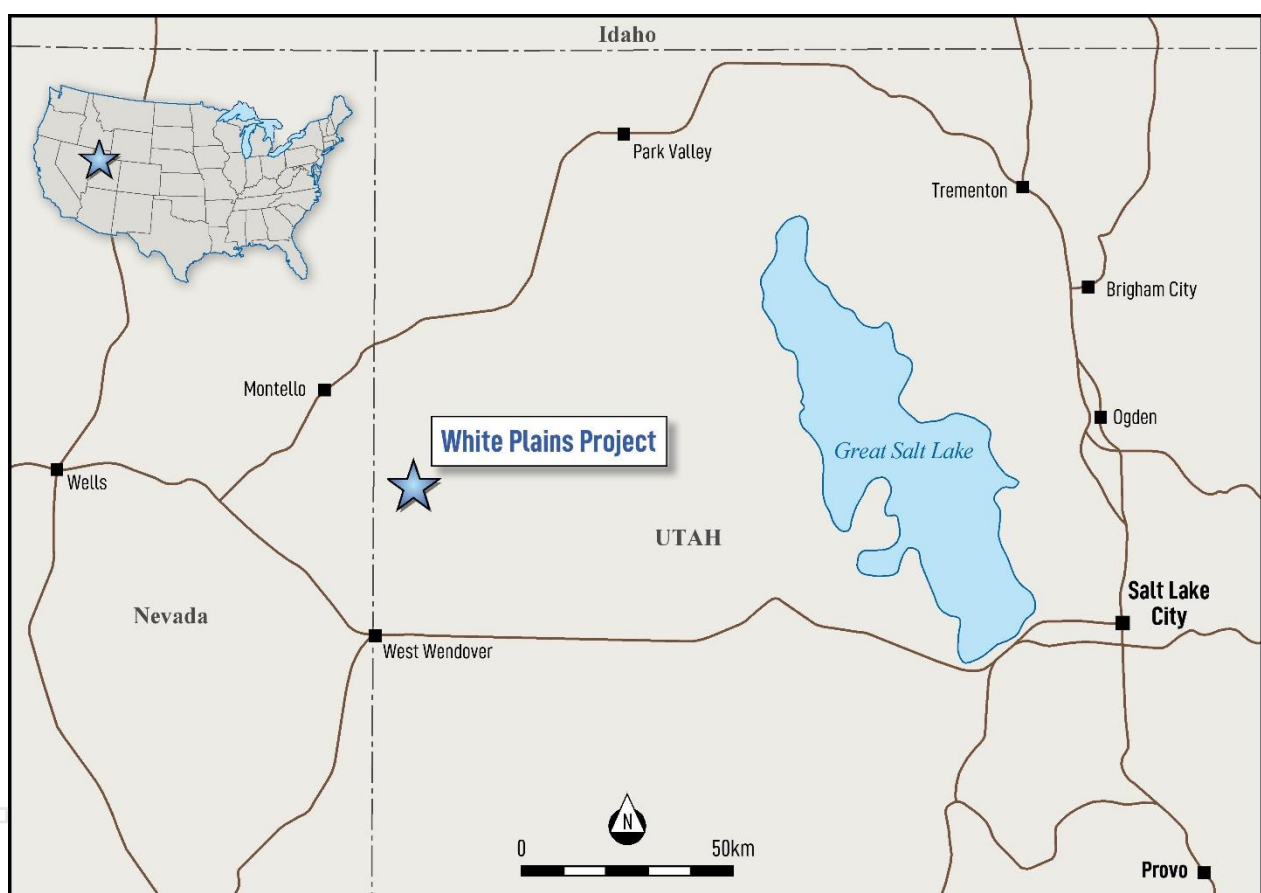 Idaho
Park Valley
Trementon
Brigham City
Montello
White Plains Project
Ogden
Great Salt Lake
Wells
UTAH
Salt Lake
City
Nevada
West Wendover
N
0 50km
Provo